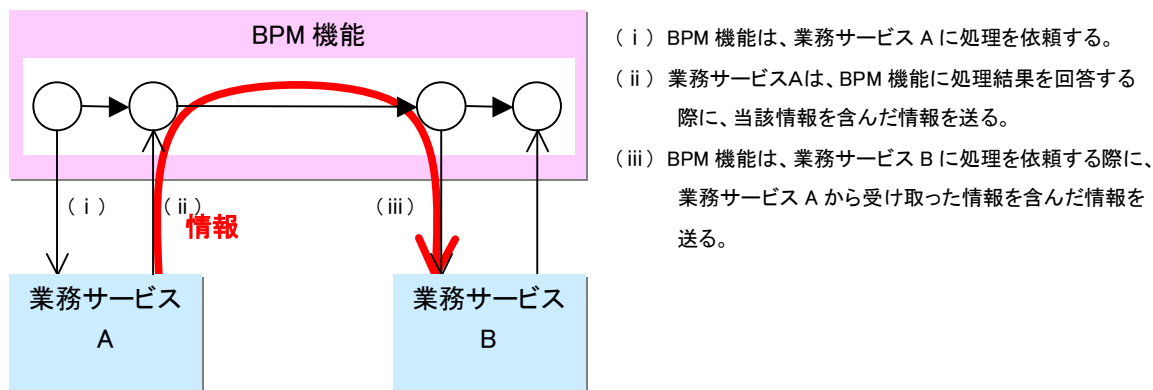 BPM 機能
(ⅰ)
(ⅱ)
情報
(ⅲ)
業務サービス
A
業務サービス
B
(ⅰ) BPM 機能は、業務サービス A に処理を依頼する。
(ⅱ) 業務サービスAは、BPM 機能に処理結果を回答する
際に、当該情報を含んだ情報を送る。
(ⅲ) BPM 機能は、業務サービス B に処理を依頼する際に、
業務サービス A から受け取った情報を含んだ情報を
送る。